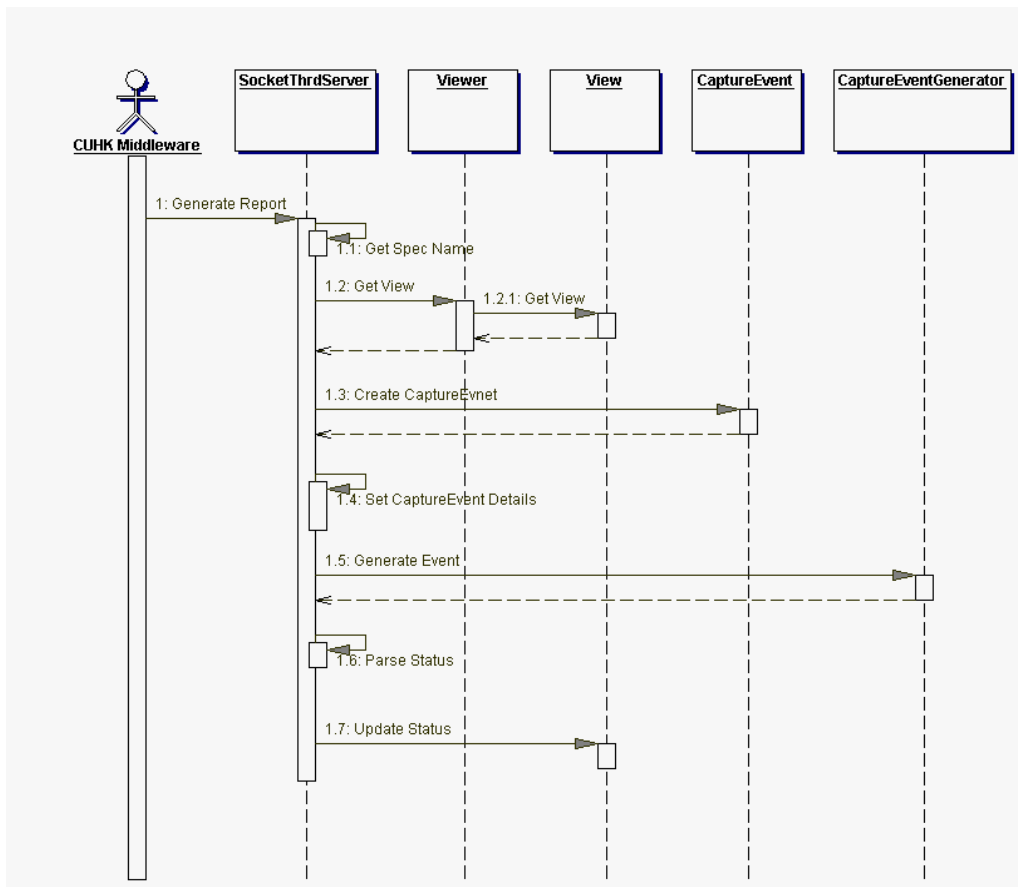 SocketThrdServer
Viewer
View
CaptureEvent
CaptureEventGenerator
CUHK Middleware
1: Generate Report
1.1: Get Spec Name
1.2: Get View
1.2.1: Get View
1.3: Create CaptureEvnet
1.4: Set CaptureEvent Details
1.5: Generate Event
1.6: Parse Status
1.7: Update Status